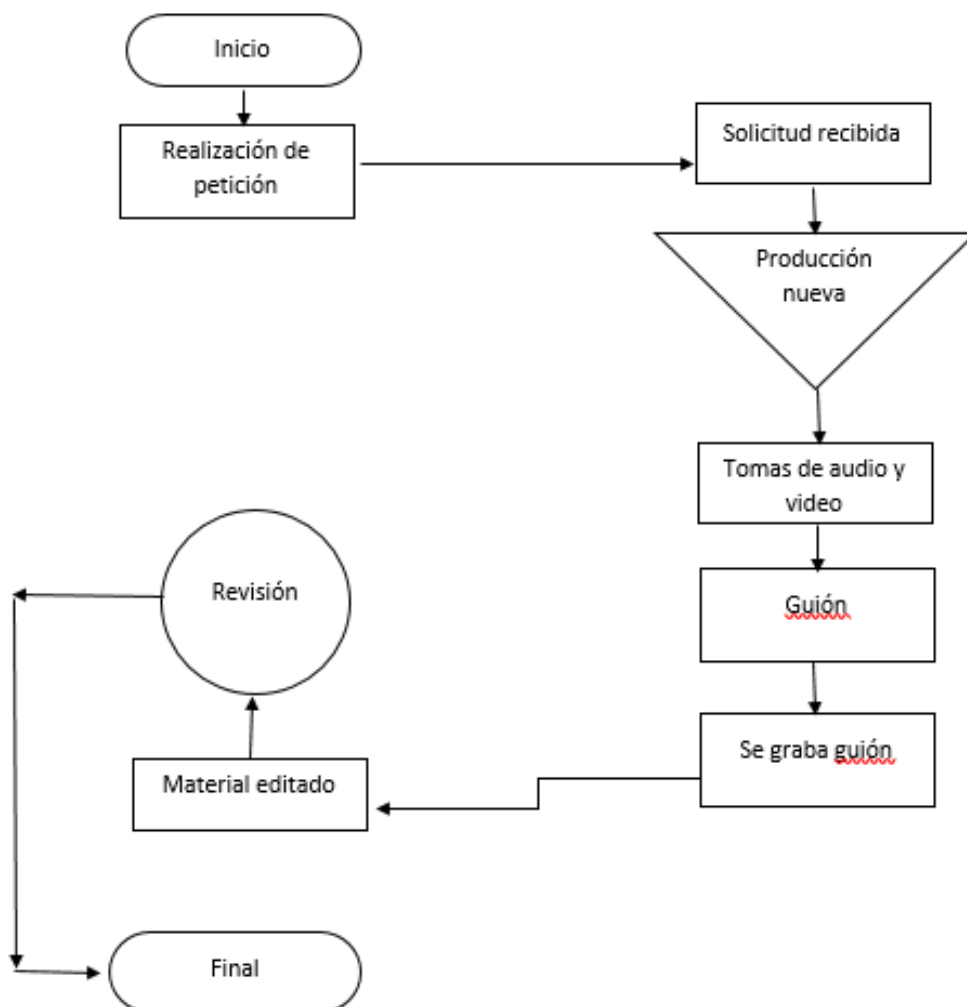 Inicio
Realización de
petición
Solicitud recibida
Producción
nueva
Tomas de audio y
video
Guión
Se graba guión
Material editado
Revisión
Final